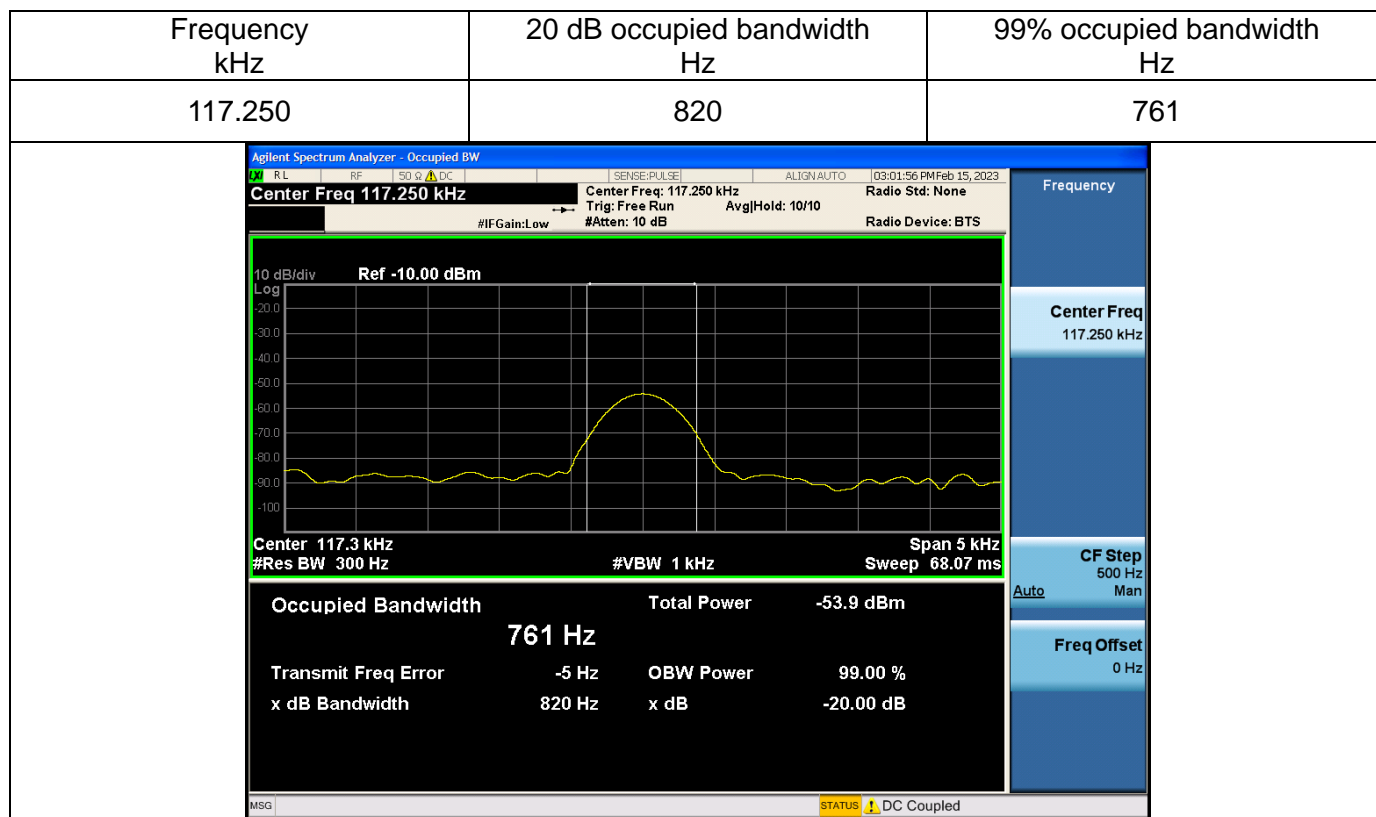 Frequency
kHz
20 dB occupied bandwidth
Hz
99% occupied bandwidth
Hz
117.250
820
761
Agilent Spectrum Analyzer - Occupied BW
LXI RL RF 50 Ω DC SENSE:PULSE ALIGN AUTO 03:01:56 PM Feb 15, 2023
Center Freq 117.250 kHz
Center Freq: 117.250 kHz
Radio Std: None
Trig: Free Run Avg|Hold: 10/10
#IFGain:Low #Atten: 10 dB Radio Device: BTS
Frequency
10 dB/div Ref -10.00 dBm
Log
-20.0
-30.0
-40.0
-50.0
-60.0
-70.0
-80.0
-90.0
-100
Center 117.3 kHz Span 5 kHz
#Res BW 300 Hz #VBW 1 kHz Sweep 68.07 ms
Center Freq
117.250 kHz
CF Step
500 Hz
Auto Man
Freq Offset
0 Hz
Occupied Bandwidth Total Power -53.9 dBm
761 Hz
Transmit Freq Error -5 Hz OBW Power 99.00 %
x dB Bandwidth 820 Hz x dB -20.00 dB
MSG STATUS DC Coupled